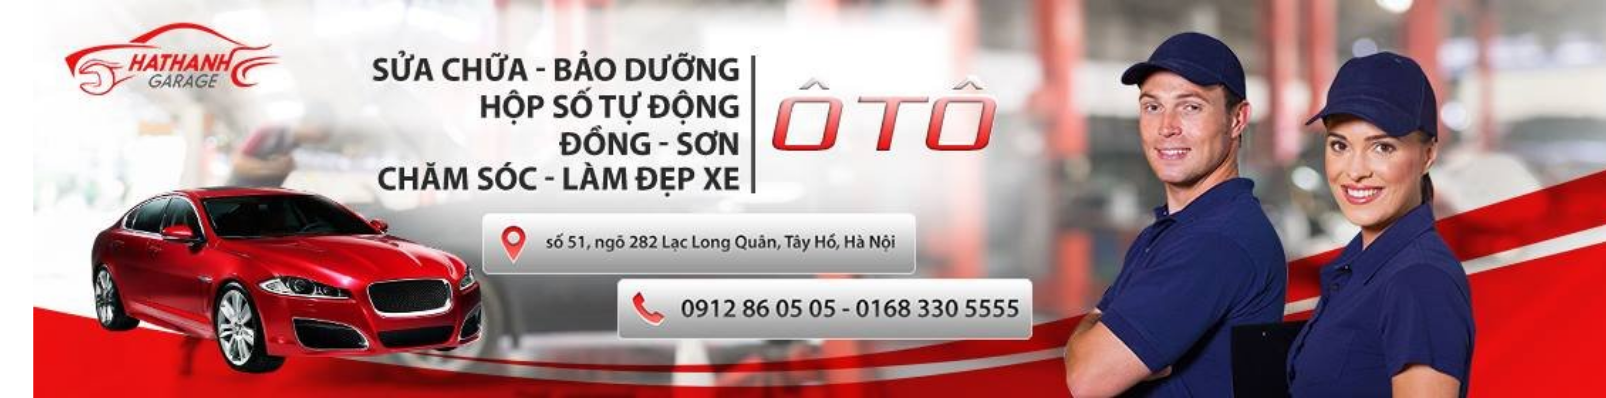 HATHANH
GARAGE
SỬA CHỮA - BẢO DƯỠNG
HỘP SỐ TỰ ĐỘNG
ĐỒNG - SƠN
CHĂM SÓC - LÀM ĐẸP XE
Ô TÔ
số 51, ngõ 282 Lạc Long Quân, Tây Hồ, Hà Nội
0912 86 05 05 - 0168 330 5555